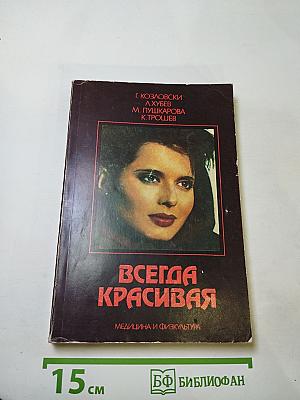 Г. КОЗЛОВСКИ
Л. ХУБЕВ
М. ПУШКАРОВА
К. ТРОШЕВ
ВСЕГДА
КРАСИВАЯ
МЕДИЦИНА И ФИЗКУЛЬТУРА
15 см
БФ БИБЛИОФАН